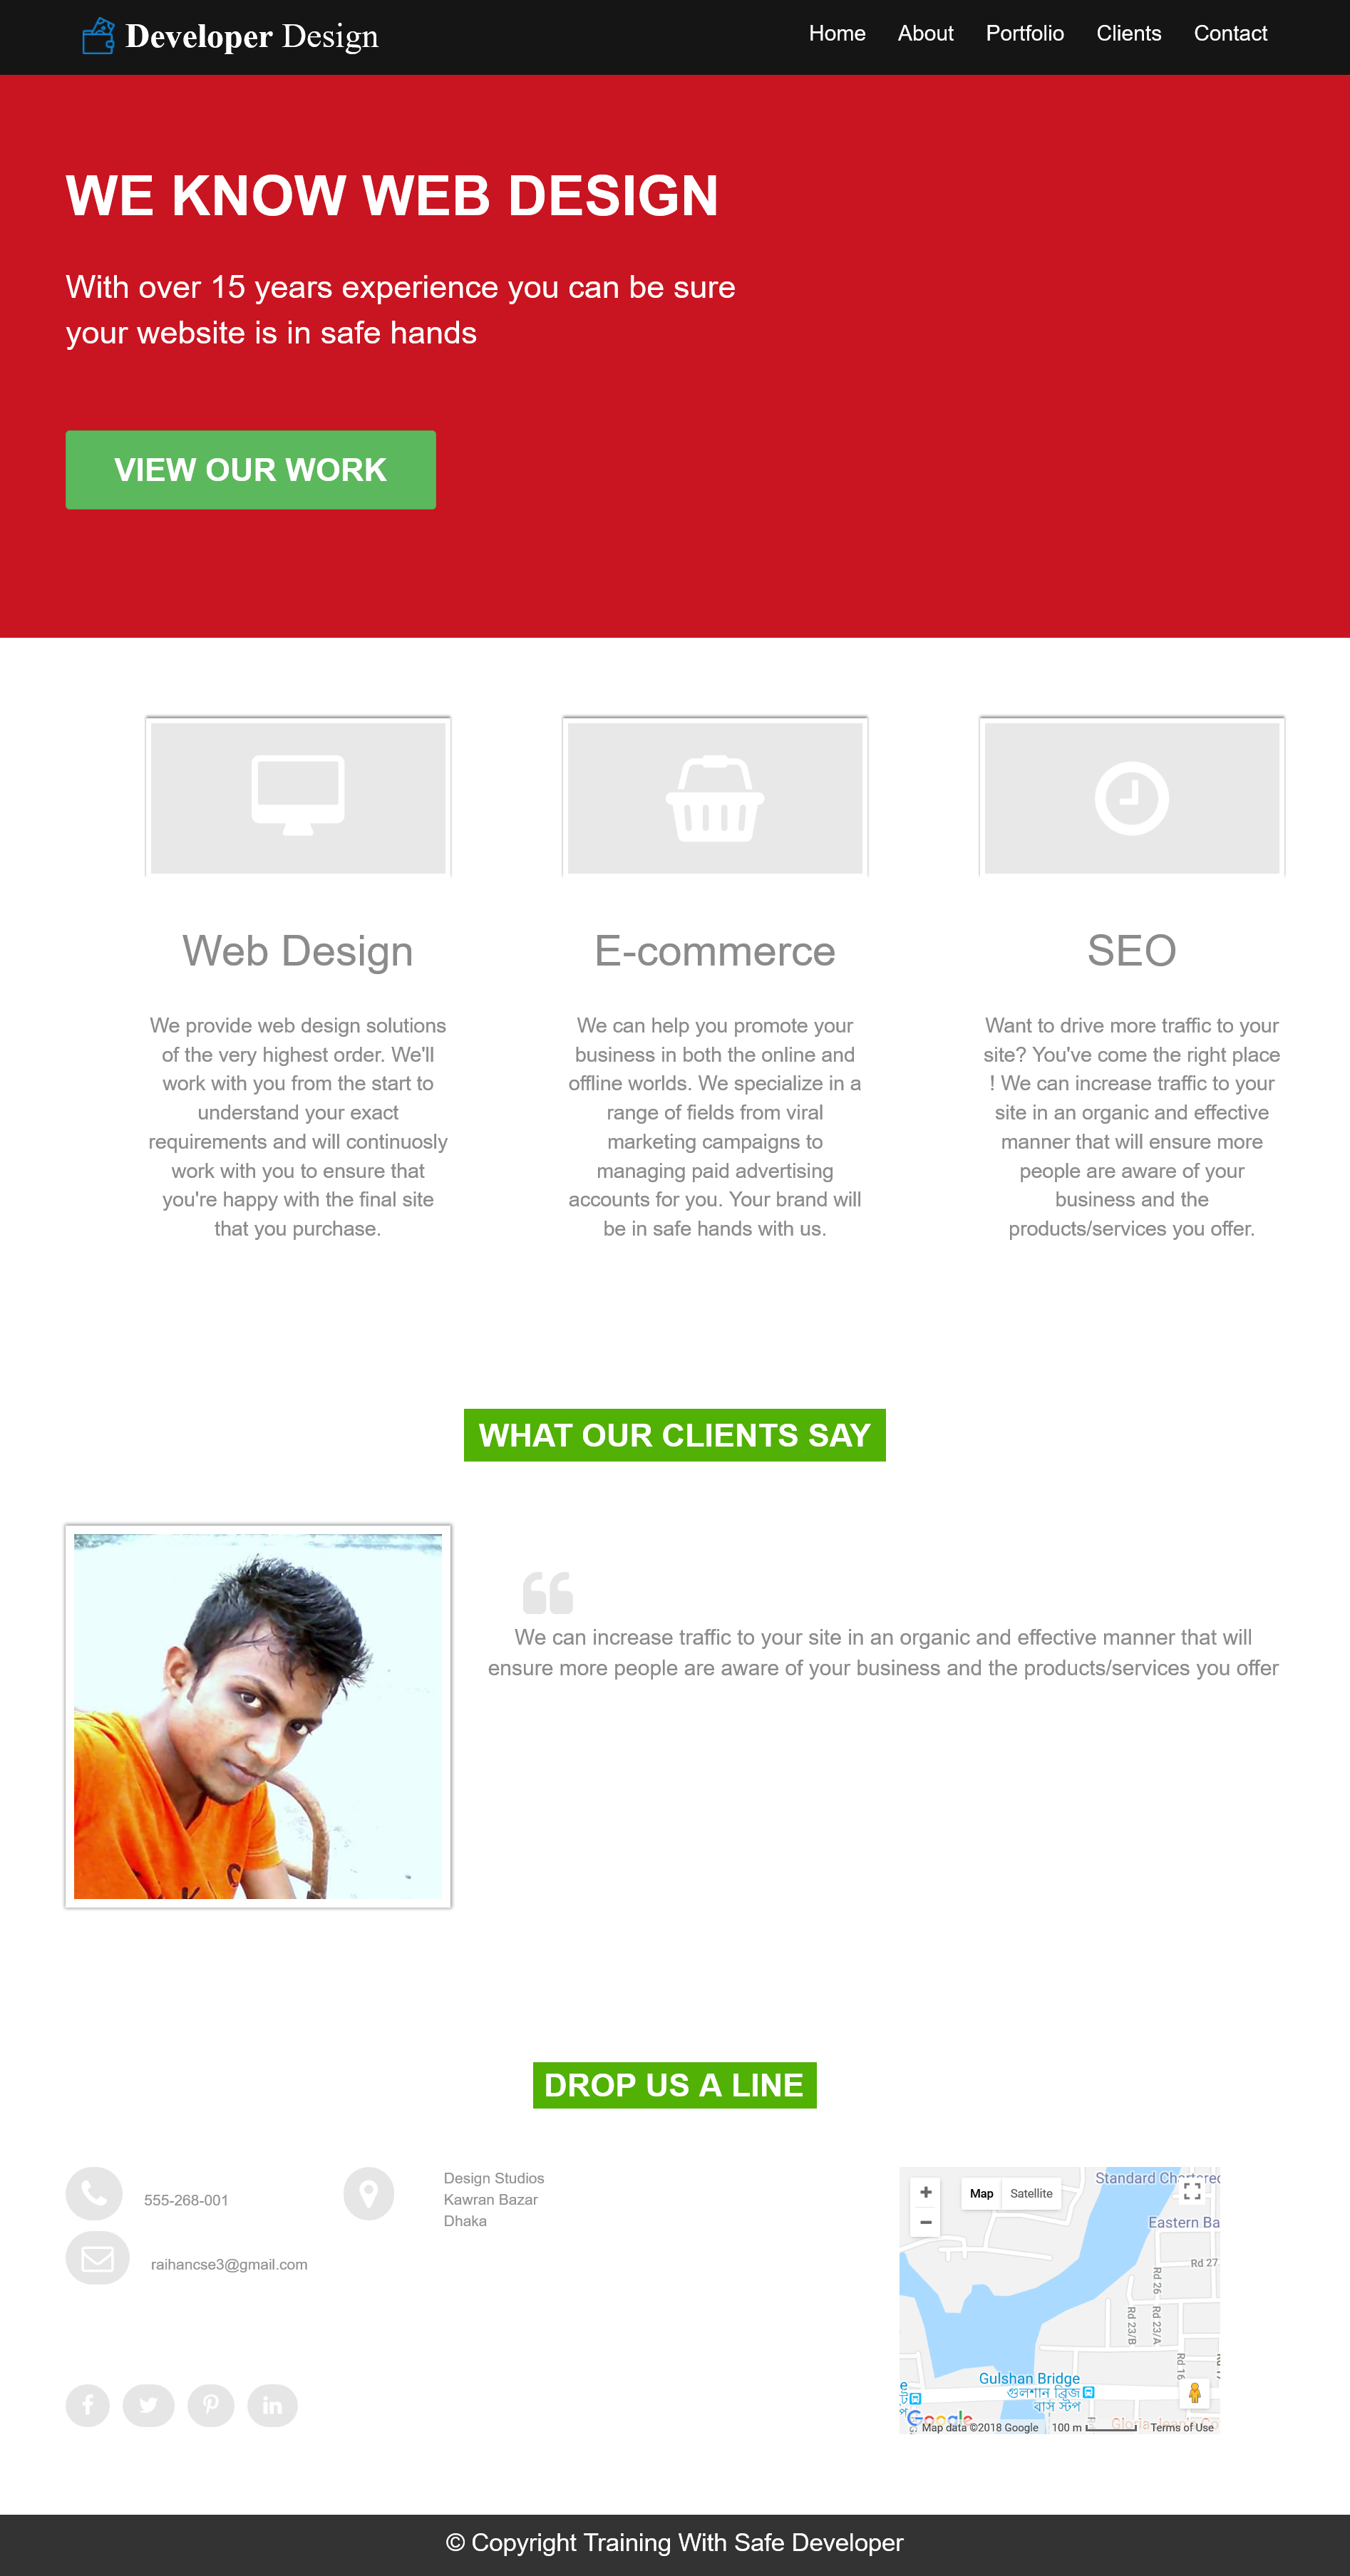 Developer Design
Home About Portfolio Clients Contact
WE KNOW WEB DESIGN
With over 15 years experience you can be sure
your website is in safe hands
VIEW OUR WORK
Web Design
We provide web design solutions
of the very highest order. We'll
work with you from the start to
understand your exact
requirements and will continuosly
work with you to ensure that
you're happy with the final site
that you purchase.
E-commerce
We can help you promote your
business in both the online and
offline worlds. We specialize in a
range of fields from viral
marketing campaigns to
managing paid advertising
accounts for you. Your brand will
be in safe hands with us.
SEO
Want to drive more traffic to your
site? You've come the right place
! We can increase traffic to your
site in an organic and effective
manner that will ensure more
people are aware of your
business and the
products/services you offer.
WHAT OUR CLIENTS SAY
We can increase traffic to your site in an organic and effective manner that will
ensure more people are aware of your business and the products/services you offer
DROP US A LINE
555-268-001
raihancse3@gmail.com
Design Studios
Kawran Bazar
Dhaka
Map Satellite
Standard Chartered
Eastern Ba
Rd 27
Rd 26
Rd 23/B
Rd 23/A
Rd 16
Gulshan Bridge
গুলশান ব্রিজ
বাস স্টপ
Google
Map data ©2018 Google 100 m Terms of Use
© Copyright Training With Safe Developer